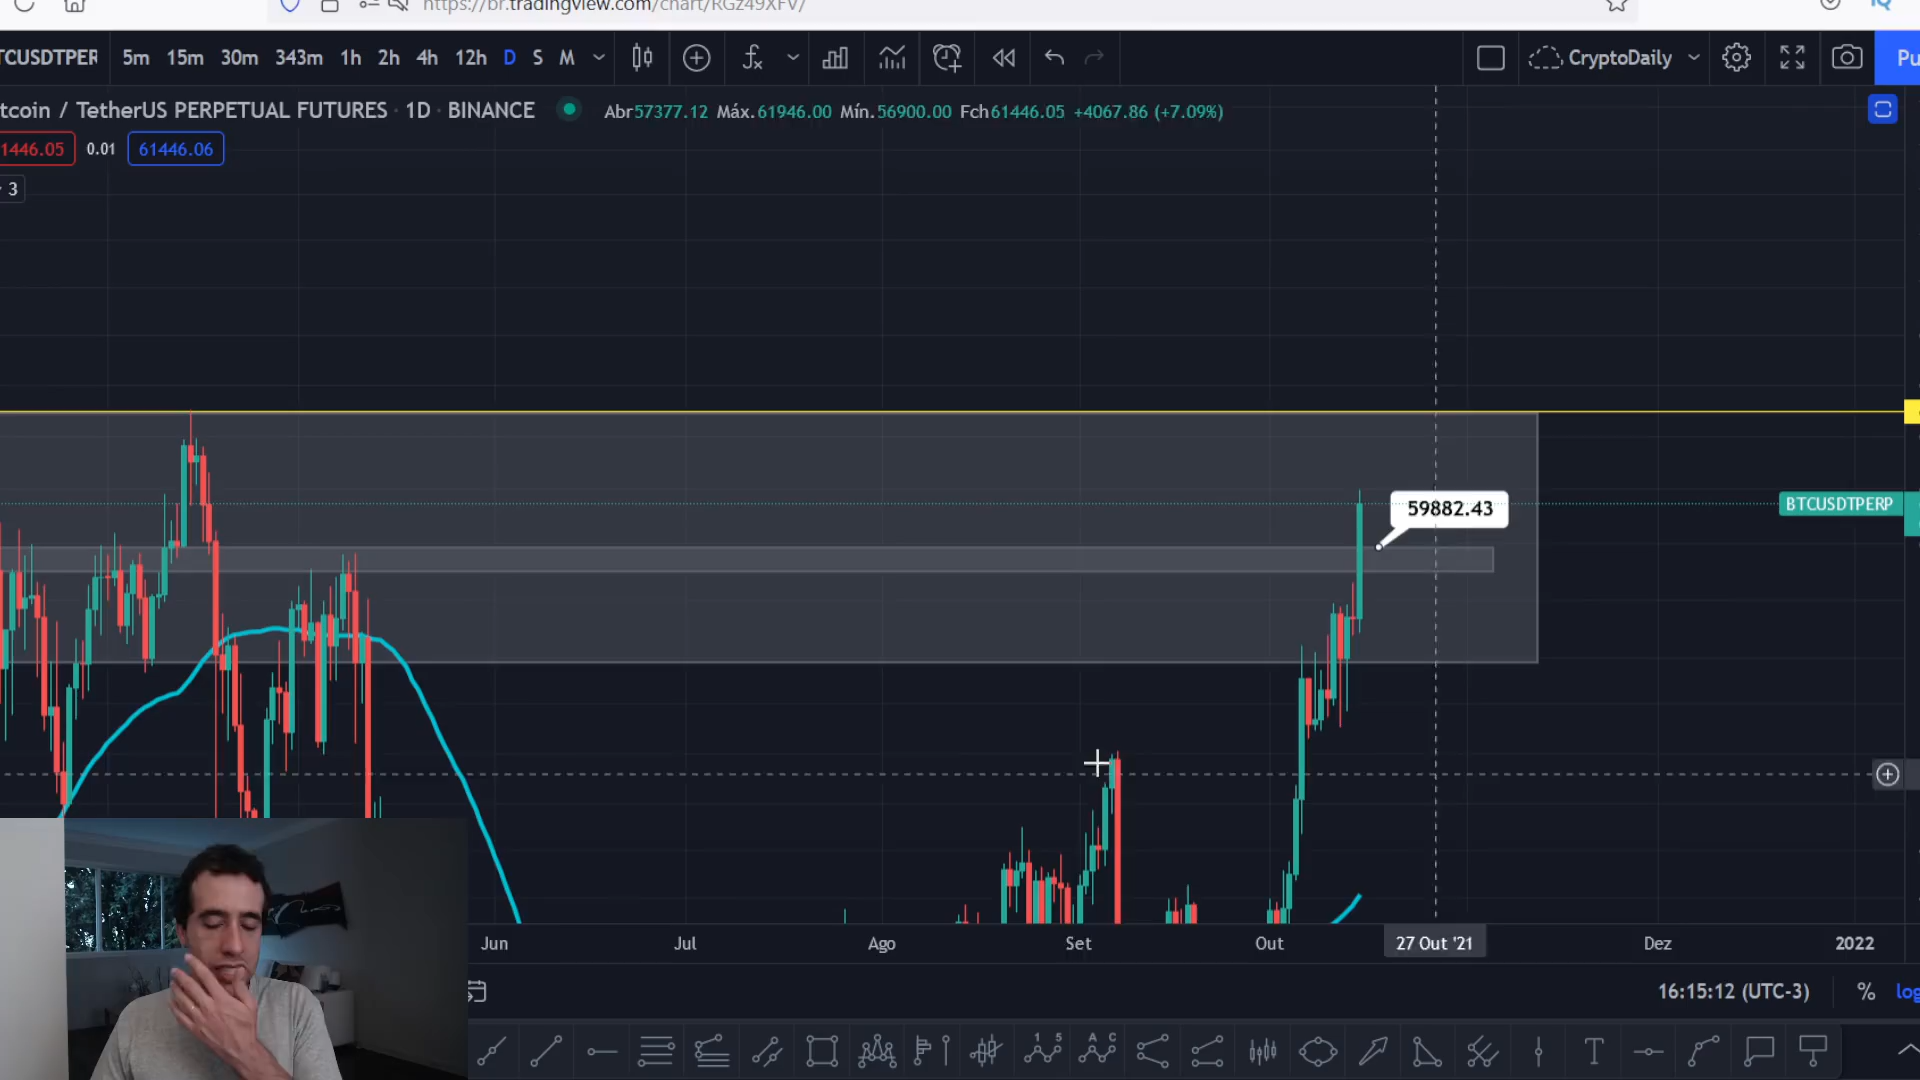 https://br.tradingview.com/chart/RGz49XFV/
TCUSDTPERP 5m 15m 30m 343m 1h 2h 4h 12h D S M CryptoDaily Pu
tcoin / TetherUS PERPETUAL FUTURES · 1D · BINANCE Abr57377.12 Máx.61946.00 Mín.56900.00 Fch61446.05 +4067.86 (+7.09%)
1446.05 0.01 61446.06
3
59882.43
BTCUSDTPERP
Jun Jul Ago Set Out 27 Out '21 Dez 2022
16:15:12 (UTC-3) % log
1 5 A C
T